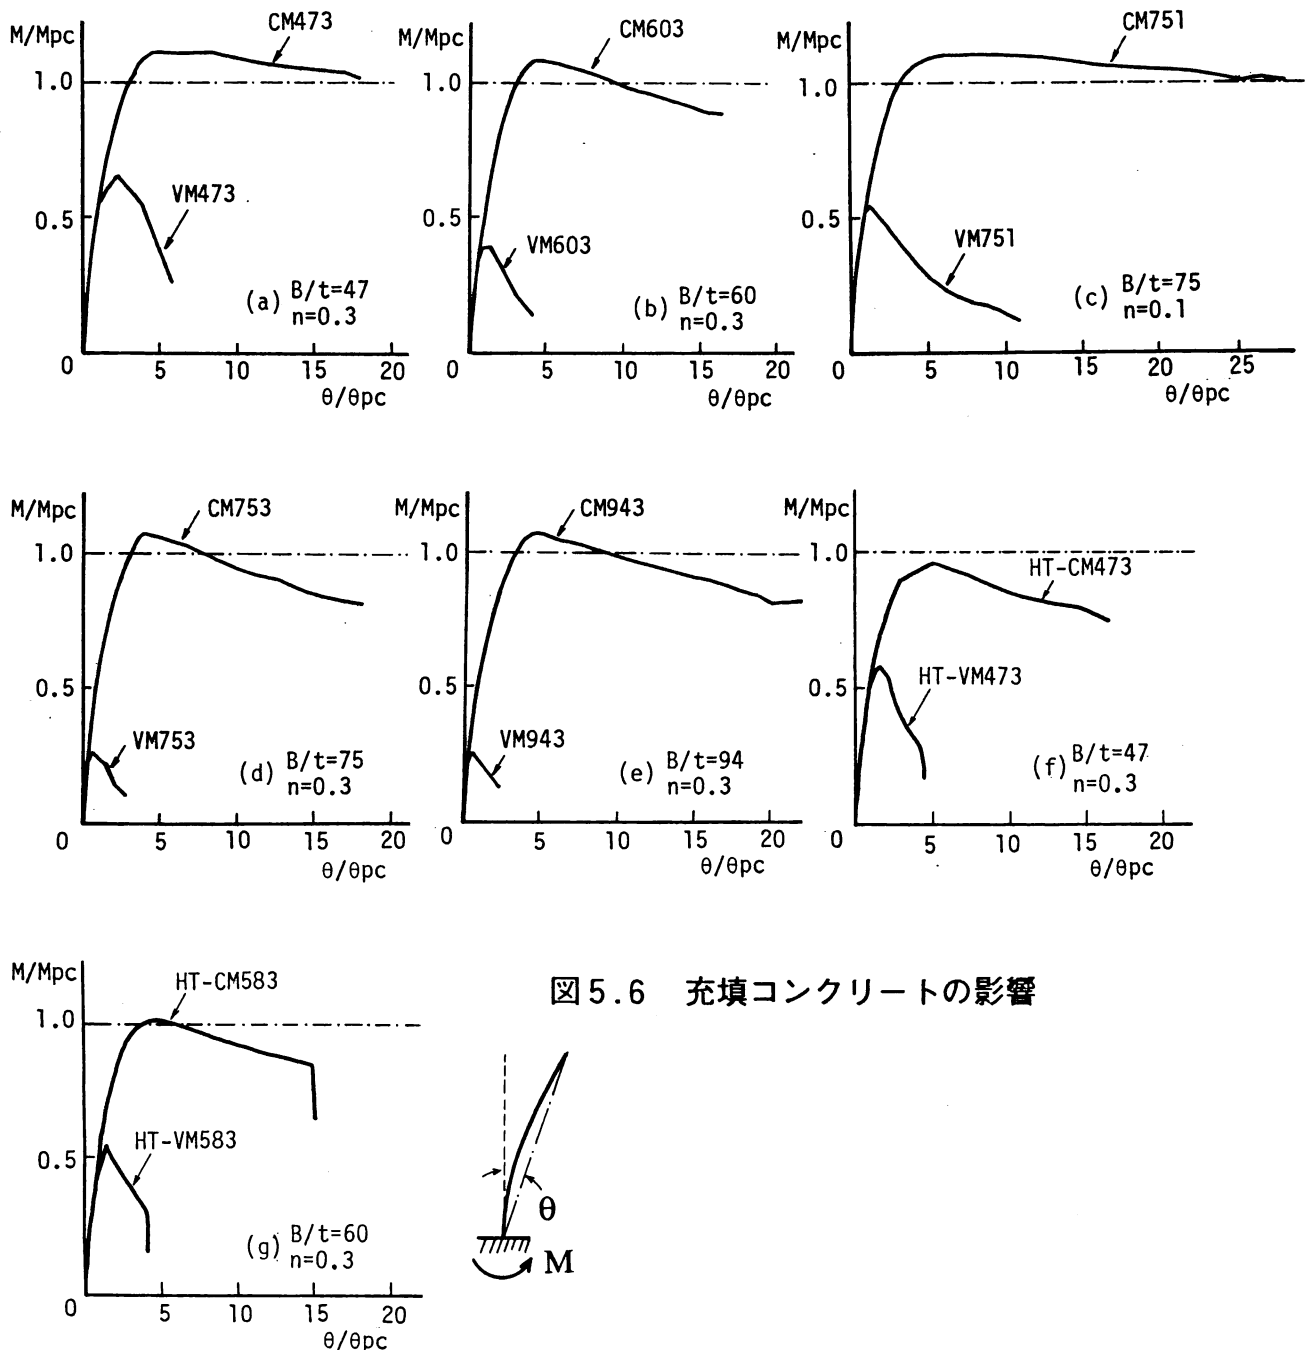 M/Mpc
CM473
1.0
VM473
0.5
(a) B/t=47
n=0.3
0 5 10 15 20
θ/θpc
M/Mpc
CM603
1.0
0.5
VM603
(b) B/t=60
n=0.3
0 5 10 15 20
θ/θpc
M/Mpc
CM751
1.0
0.5
VM751
(c) B/t=75
n=0.1
0 5 10 15 20 25
θ/θpc
M/Mpc
CM753
1.0
0.5
VM753
(d) B/t=75
n=0.3
0 5 10 15 20
θ/θpc
M/Mpc
CM943
1.0
0.5
VM943
(e) B/t=94
n=0.3
0 5 10 15 20
θ/θpc
M/Mpc
1.0
HT-CM473
0.5
HT-VM473
(f) B/t=47
n=0.3
0 5 10 15 20
θ/θpc
M/Mpc
HT-CM583
1.0
0.5
HT-VM583
(g) B/t=60
n=0.3
0 5 10 15 20
θ/θpc
図5.6 充填コンクリートの影響
θ
M